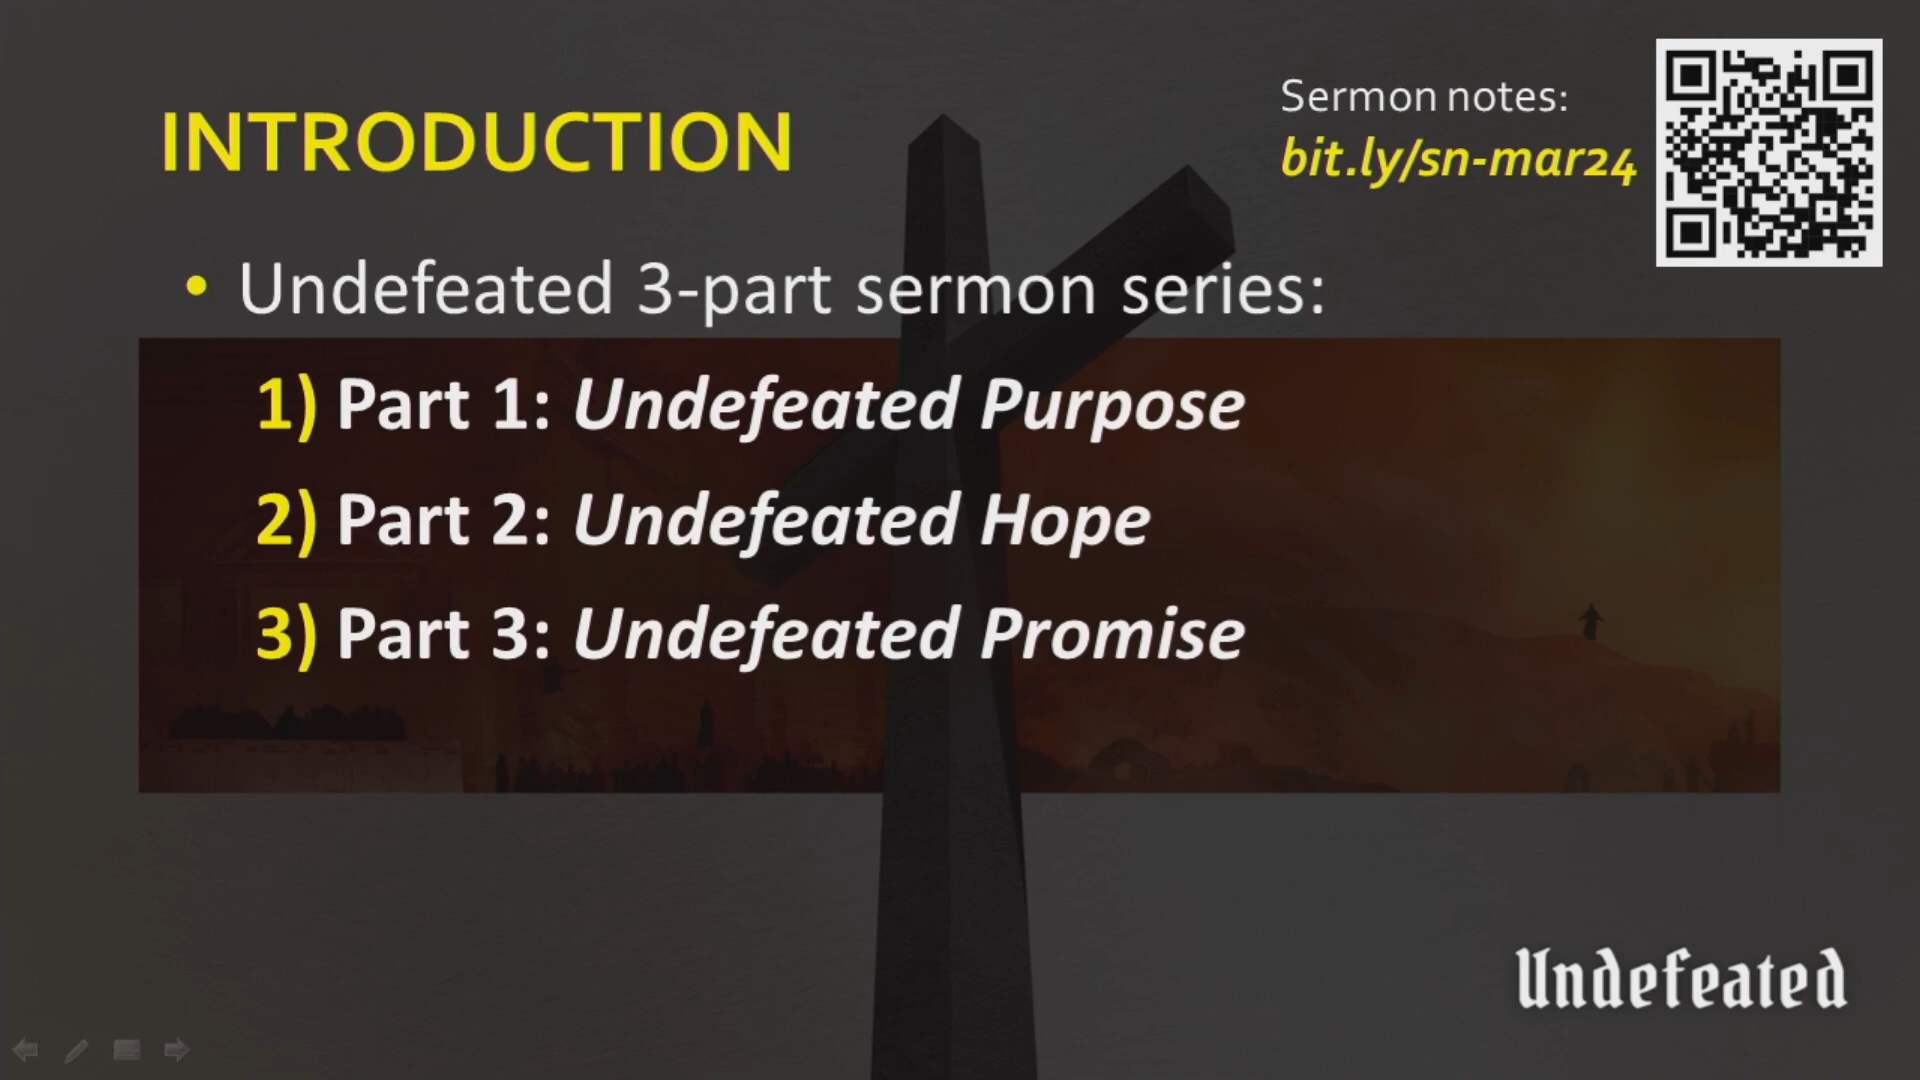 INTRODUCTION
Sermon notes:
bit.ly/sn-mar24
• Undefeated 3-part sermon series:
1) Part 1: Undefeated Purpose
2) Part 2: Undefeated Hope
3) Part 3: Undefeated Promise
Undefeated